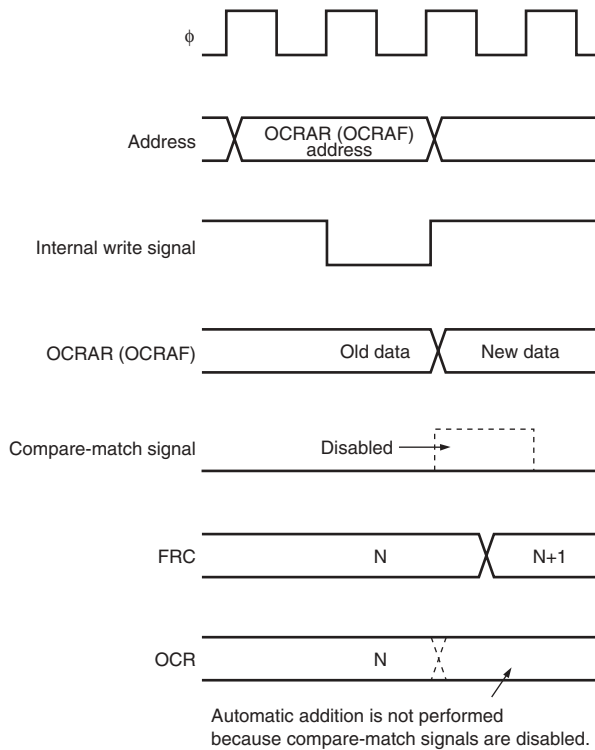 ϕ
Address
OCRAR (OCRAF)
address
Internal write signal
OCRAR (OCRAF)
Old data
New data
Compare-match signal
Disabled
FRC
N
N+1
OCR
N
Automatic addition is not performed
because compare-match signals are disabled.